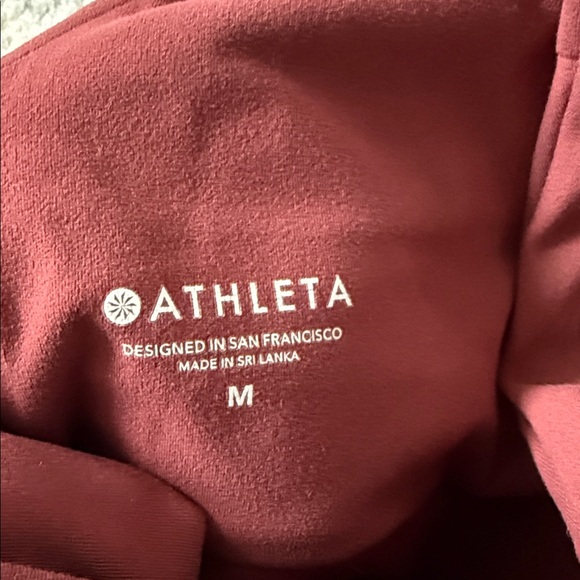 ATHLETA
DESIGNED IN SAN FRANCISCO
MADE IN SRI LANKA
M